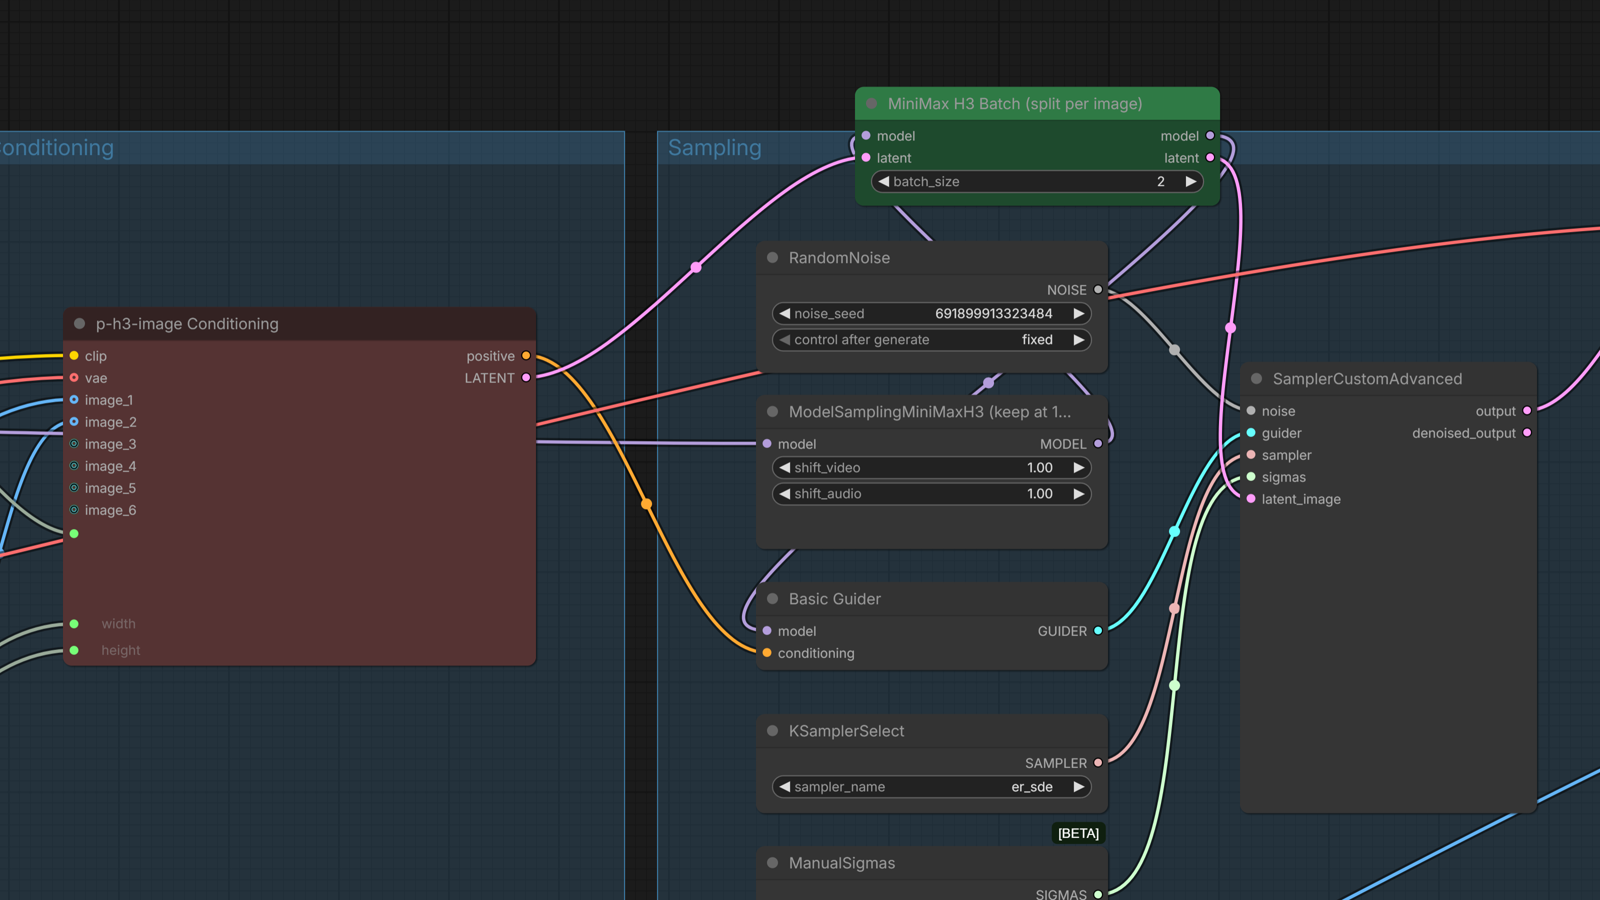 onditioning
p-h3-image Conditioning
clip
positive
vae
LATENT
image_1
image_2
image_3
image_4
image_5
image_6
width
height
Sampling
MiniMax H3 Batch (split per image)
model
model
latent
latent
batch_size 2
RandomNoise
NOISE
noise_seed 691899913323484
control after generate fixed
ModelSamplingMiniMaxH3 (keep at 1...
model
MODEL
shift_video 1.00
shift_audio 1.00
Basic Guider
model
GUIDER
conditioning
KSamplerSelect
SAMPLER
sampler_name er_sde
[BETA]
ManualSigmas
SIGMAS
SamplerCustomAdvanced
noise
output
guider
denoised_output
sampler
sigmas
latent_image